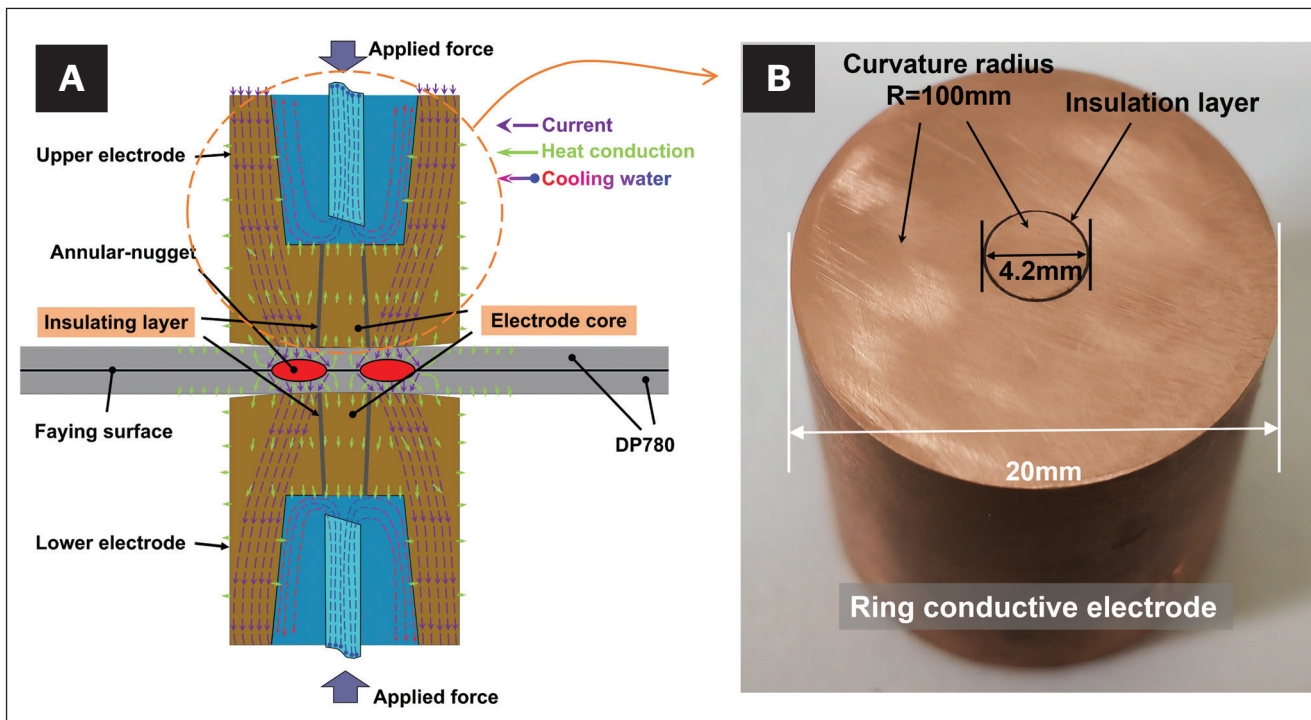 A
Applied force
Current
Heat conduction
Cooling water
Upper electrode
Annular-nugget
Insulating layer
Electrode core
Faying surface
DP780
Lower electrode
Applied force
B
Curvature radius
R=100mm
Insulation layer
4.2mm
20mm
Ring conductive electrode